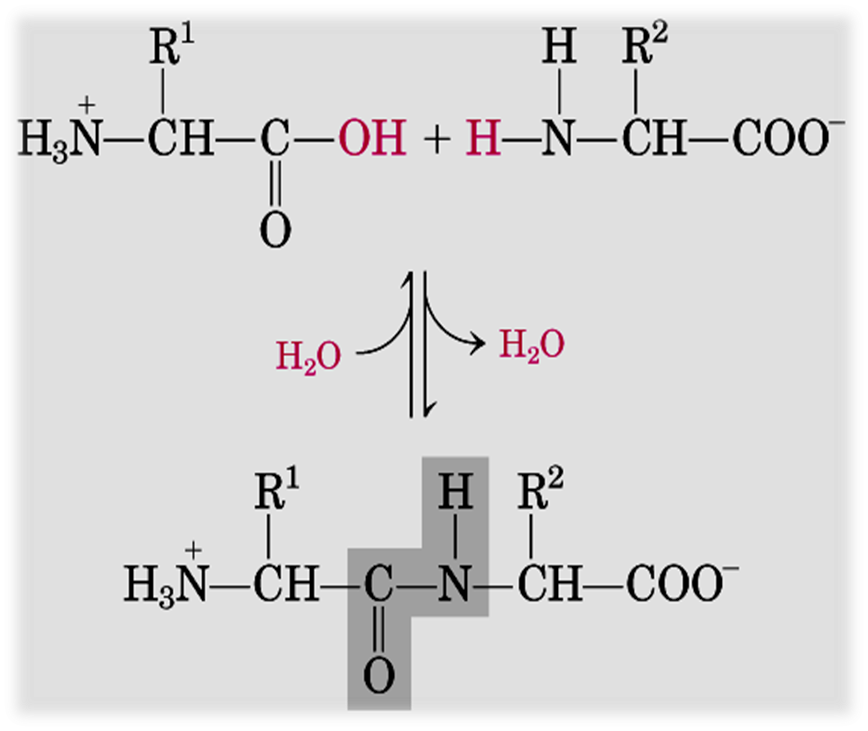 R¹ H R²
H₃N⁺—CH—C—OH + H—N—CH—COO⁻
O
H₂O H₂O
R¹ H R²
H₃N⁺—CH—C—N—CH—COO⁻
O